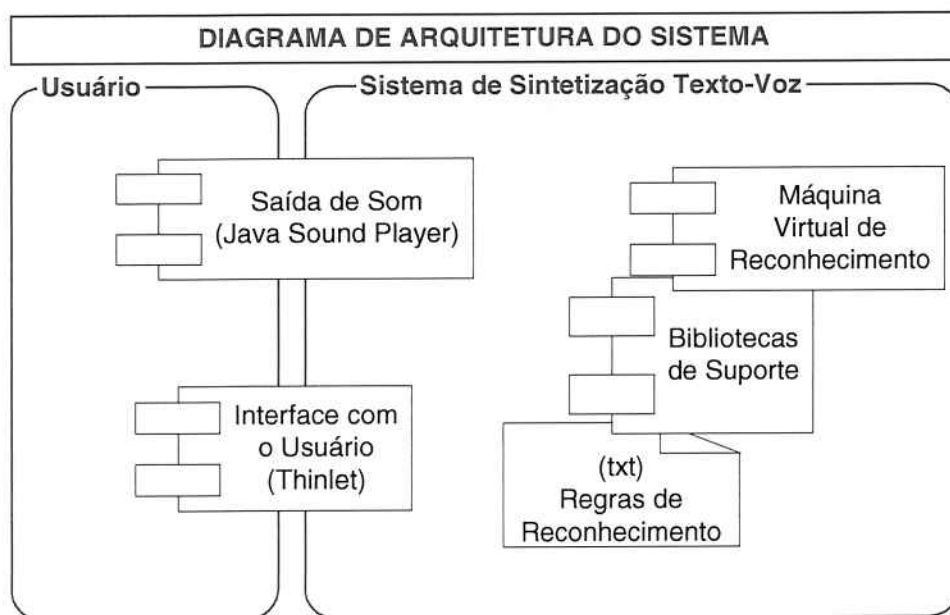 DIAGRAMA DE ARQUITETURA DO SISTEMA
Usuário
Sistema de Sintetização Texto-Voz
Saída de Som
(Java Sound Player)
Máquina
Virtual de
Reconhecimento
Bibliotecas
de Suporte
Interface com
o Usuário
(Thinlet)
(txt)
Regras de
Reconhecimento